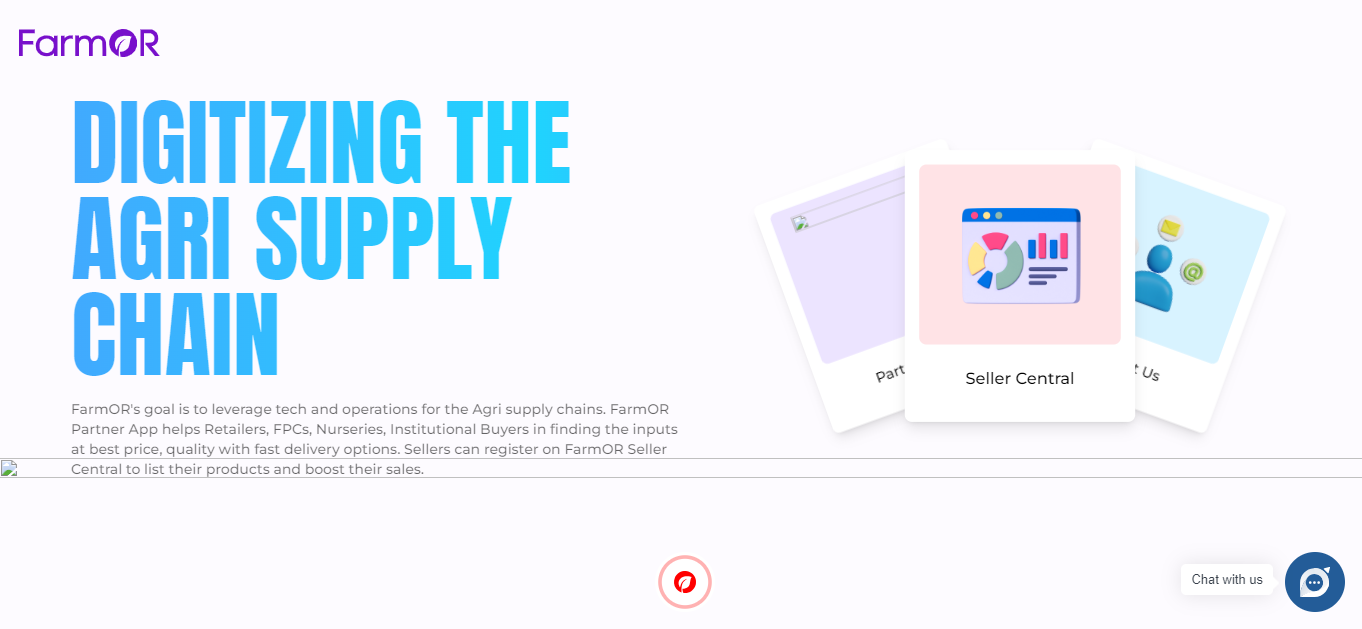 FarmOR
DIGITIZING THE
AGRI SUPPLY
CHAIN
FarmOR's goal is to leverage tech and operations for the Agri supply chains. FarmOR
Partner App helps Retailers, FPCs, Nurseries, Institutional Buyers in finding the inputs
at best price, quality with fast delivery options. Sellers can register on FarmOR Seller
Central to list their products and boost their sales.
Part
Seller Central
t Us
Chat with us